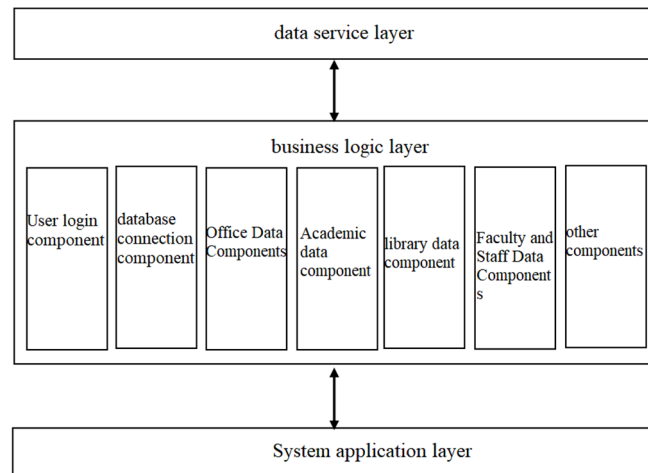 data service layer
business logic layer
User login
component
database
connection
component
Office Data
Components
Academic
data
component
library data
component
Faculty and
Staff Data
Component
s
other
components
System application layer